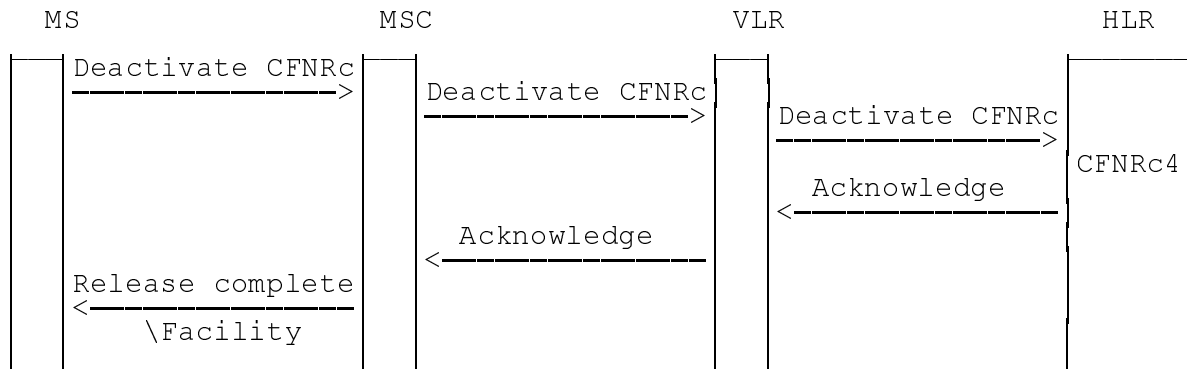 MS MSC VLR HLR
Deactivate CFNRc
Deactivate CFNRc
Deactivate CFNRc
CFNRc4
Acknowledge
Acknowledge
Release complete
\Facility